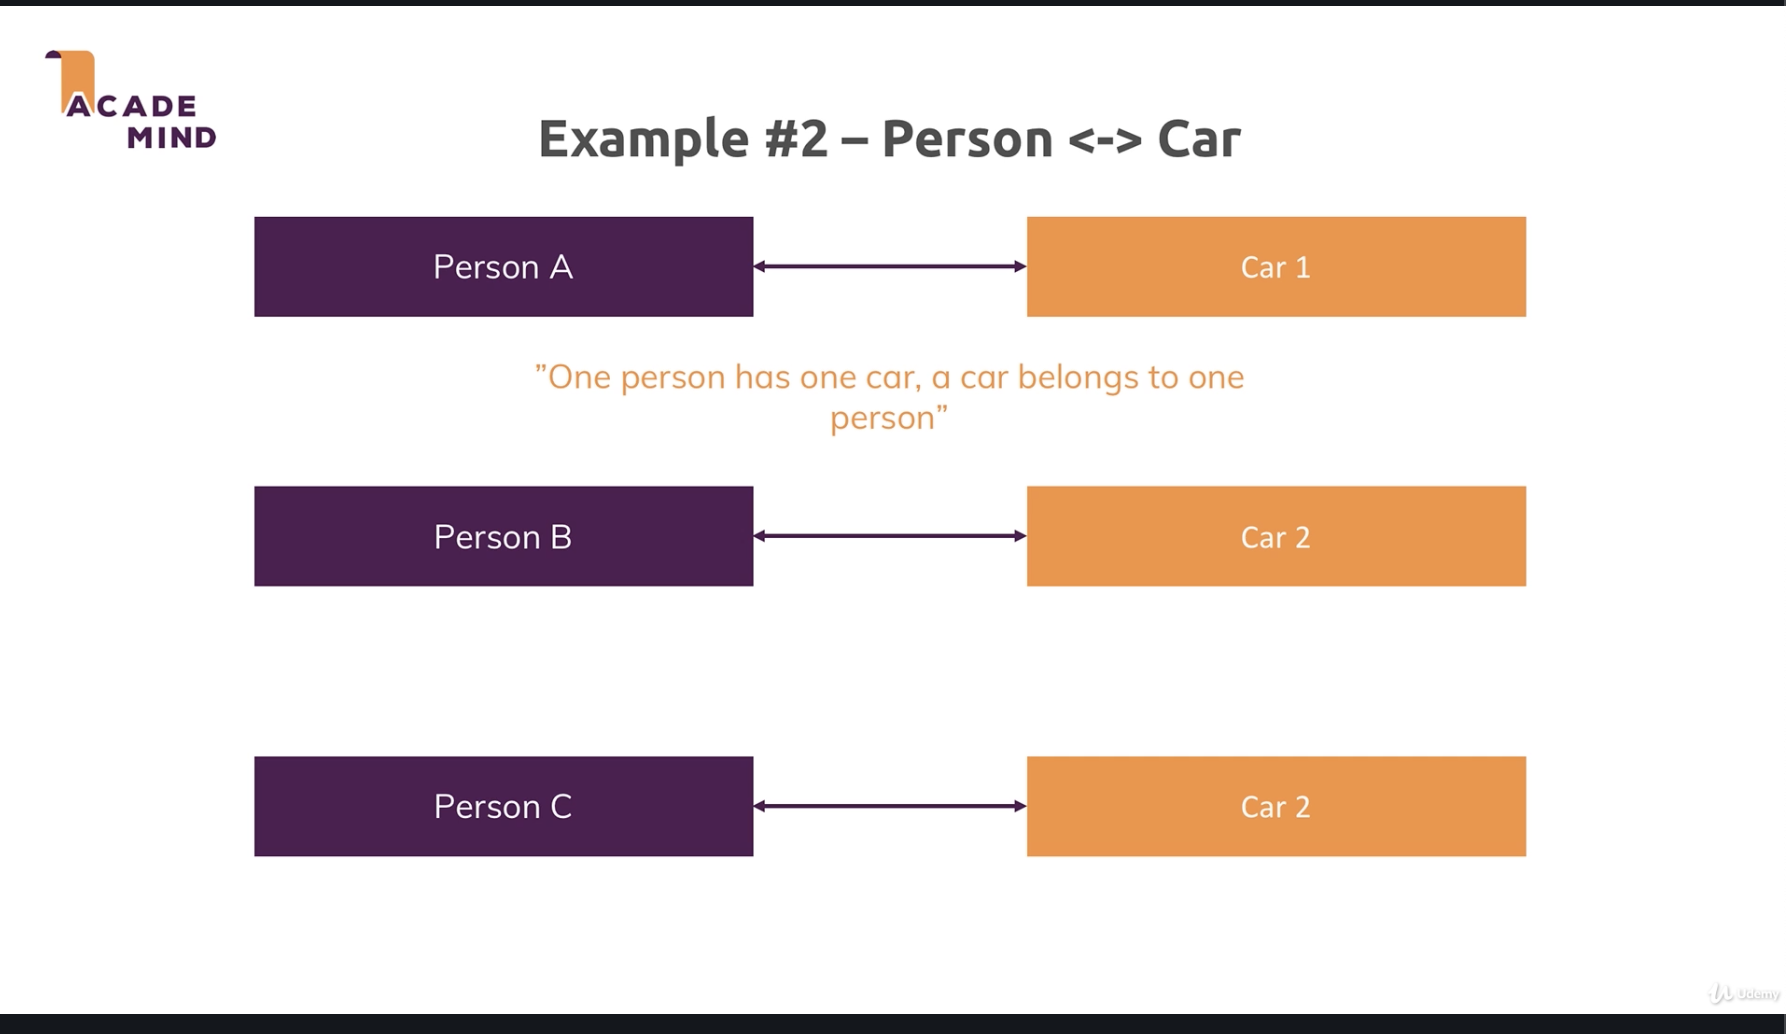 ACADE
MIND
Example #2 – Person <-> Car
Person A
Car 1
”One person has one car, a car belongs to one
person”
Person B
Car 2
Person C
Car 2
Udemy